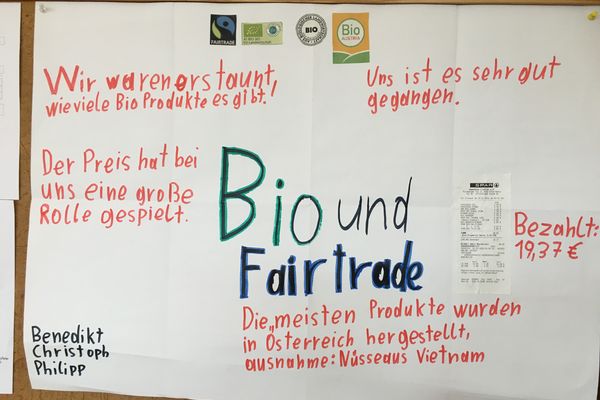 FAIRTRADE
BIO
Bio
AUSTRIA
Wir waren erstaunt,
wieviele Bio Produkte es gibt.
Uns ist es sehr gut
gegangen.
Der Preis hat bei
uns eine große
Rolle gespielt.
Bio und
Fairtrade
SPAR
Bezahlt:
19,37 €
Die „meisten Produkte wurden
in Österreich hergestellt,
ausnahme: Nüsse aus Vietnam
Benedikt
Christoph
Philipp